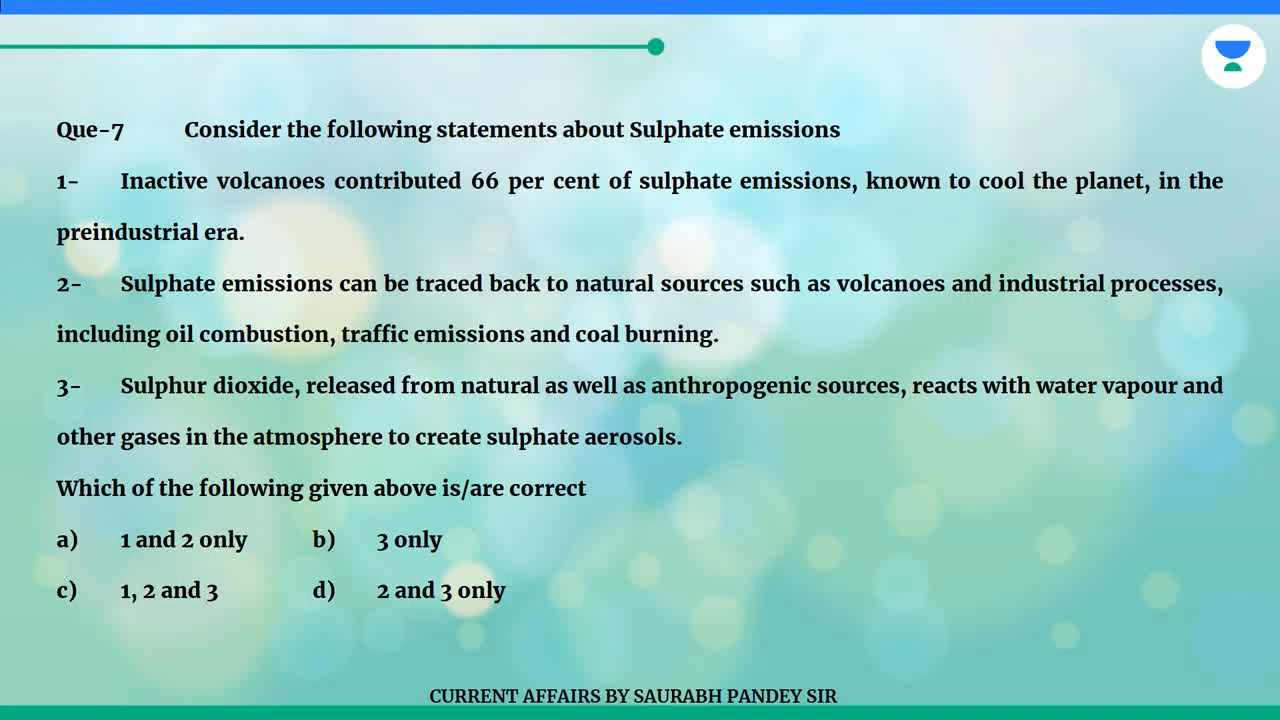 Que-7 Consider the following statements about Sulphate emissions
1- Inactive volcanoes contributed 66 per cent of sulphate emissions, known to cool the planet, in the
preindustrial era.
2- Sulphate emissions can be traced back to natural sources such as volcanoes and industrial processes,
including oil combustion, traffic emissions and coal burning.
3- Sulphur dioxide, released from natural as well as anthropogenic sources, reacts with water vapour and
other gases in the atmosphere to create sulphate aerosols.
Which of the following given above is/are correct
a) 1 and 2 only b) 3 only
c) 1, 2 and 3 d) 2 and 3 only
CURRENT AFFAIRS BY SAURABH PANDEY SIR